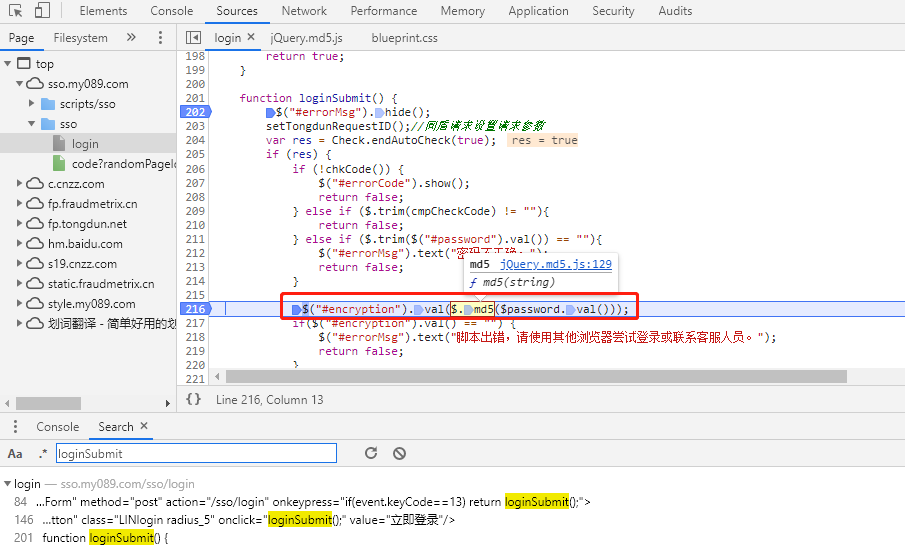 Elements Console Sources Network Performance Memory Application Security Audits
Page Filesystem » login × jQuery.md5.js blueprint.css
top
sso.my089.com
scripts/sso
sso
login
code?randomPageId
c.cnzz.com
fp.fraudmetrix.cn
fp.tongdun.net
hm.baidu.com
s19.cnzz.com
static.fraudmetrix.cn
style.my089.com
划词翻译 - 简单好用的划
198 return true;
199 }
200
201 function loginSubmit() {
202 $("#errorMsg").hide();
203 setTongdunRequestID();//同盾请求设置请求参数
204 var res = Check.endAutoCheck(true); res = true
205 if (res) {
206 if (!chkCode()) {
207 $("#errorCode").show();
208 return false;
209 } else if ($.trim(cmpCheckCode) != ""){
210 return false;
211 } else if ($.trim($("#password").val()) == ""){
212 $("#errorMsg").text("密码不正确
213 return false;
214 }
md5 jQuery.md5.js:129
ƒ md5(string)
215
216 $("#encryption").val($.md5($password.val()));
217 if($("#encryption").val() == "") {
218 $("#errorMsg").text("脚本出错，请使用其他浏览器尝试登录或联系客服人员。");
219 return false;
220 }
221
{} Line 216, Column 13
Console Search ×
Aa .* loginSubmit
login — sso.my089.com/sso/login
84 ...Form" method="post" action="/sso/login" onkeypress="if(event.keyCode==13) return loginSubmit();">
146 ...tton" class="LINlogin radius_5" onclick="loginSubmit();" value="立即登录"/>
201 function loginSubmit() {